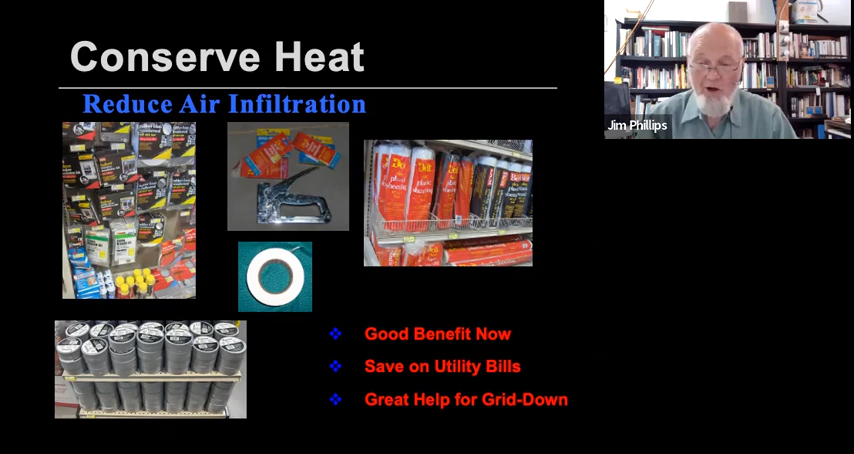 Conserve Heat
Reduce Air Infiltration
Jim Phillips
Good Benefit Now
Save on Utility Bills
Great Help for Grid-Down